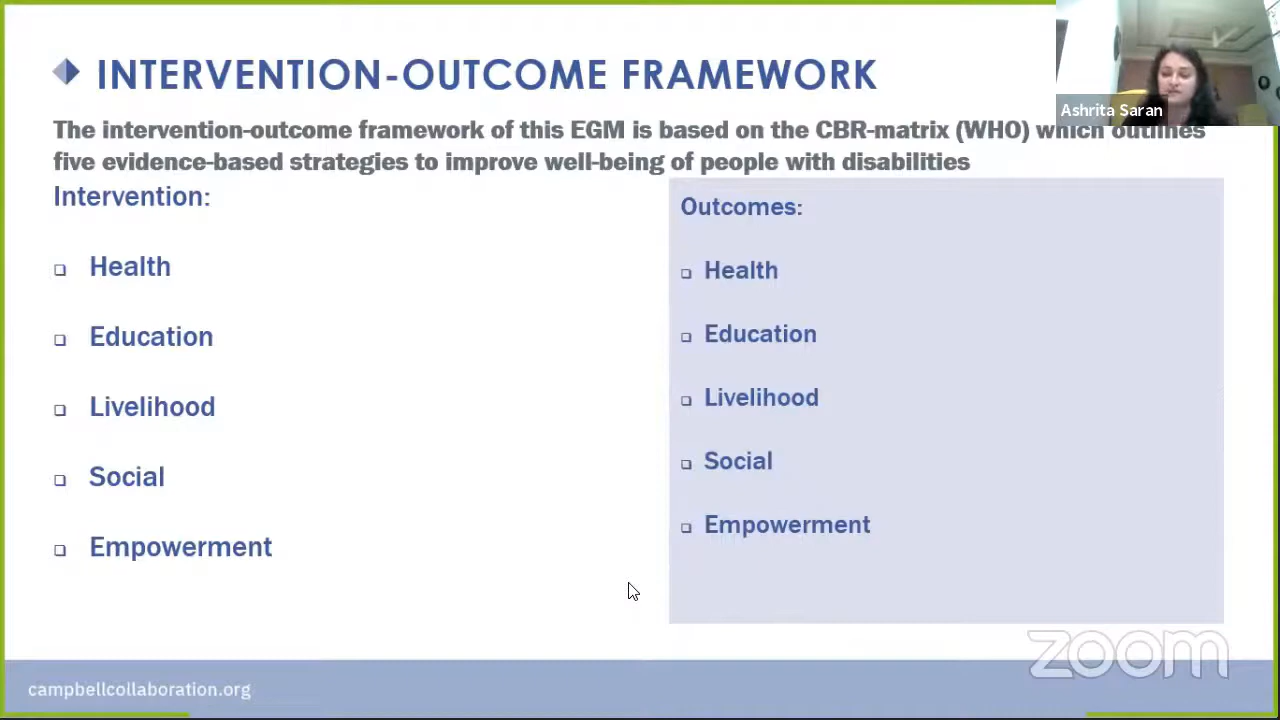 INTERVENTION-OUTCOME FRAMEWORK
Ashrita Saran
The intervention-outcome framework of this EGM is based on the CBR-matrix (WHO) which outlines
five evidence-based strategies to improve well-being of people with disabilities
Intervention:
Health
Education
Livelihood
Social
Empowerment
Outcomes:
Health
Education
Livelihood
Social
Empowerment
zoom
campbellcollaboration.org